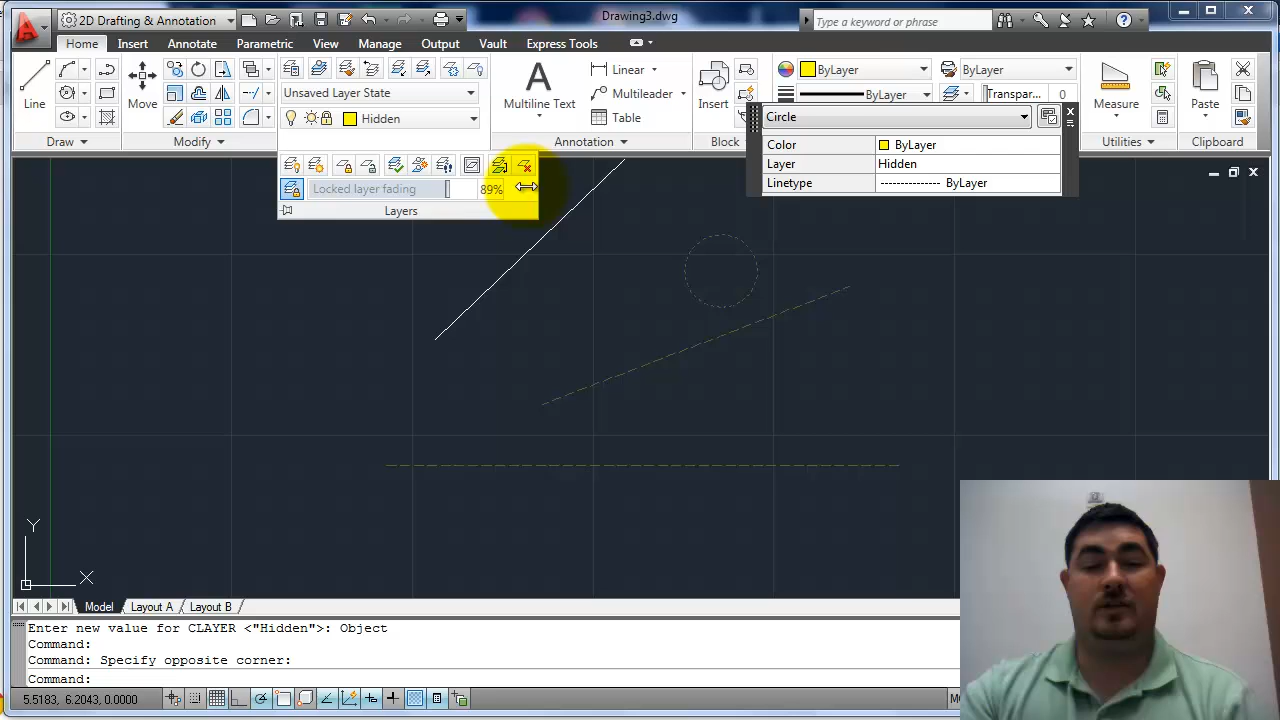 2D Drafting & Annotation
Drawing3.dwg
Type a keyword or phrase
Home Insert Annotate Parametric View Manage Output Vault Express Tools
Line
Move
Draw
Modify
Unsaved Layer State
Hidden
Multiline Text
Linear
Multileader
Table
Annotation
Insert
Block
ByLayer
ByLayer
ByLayer
Transpar... 0
Measure
Utilities
Paste
Clipboard
Circle
Color ByLayer
Layer Hidden
Linetype ByLayer
Locked layer fading 89%
Layers
Y
X
Model Layout A Layout B
Enter new value for CLAYER <"Hidden">: Object
Command:
Command: Specify opposite corner:
Command:
5.5193, 6.2043, 0.0000